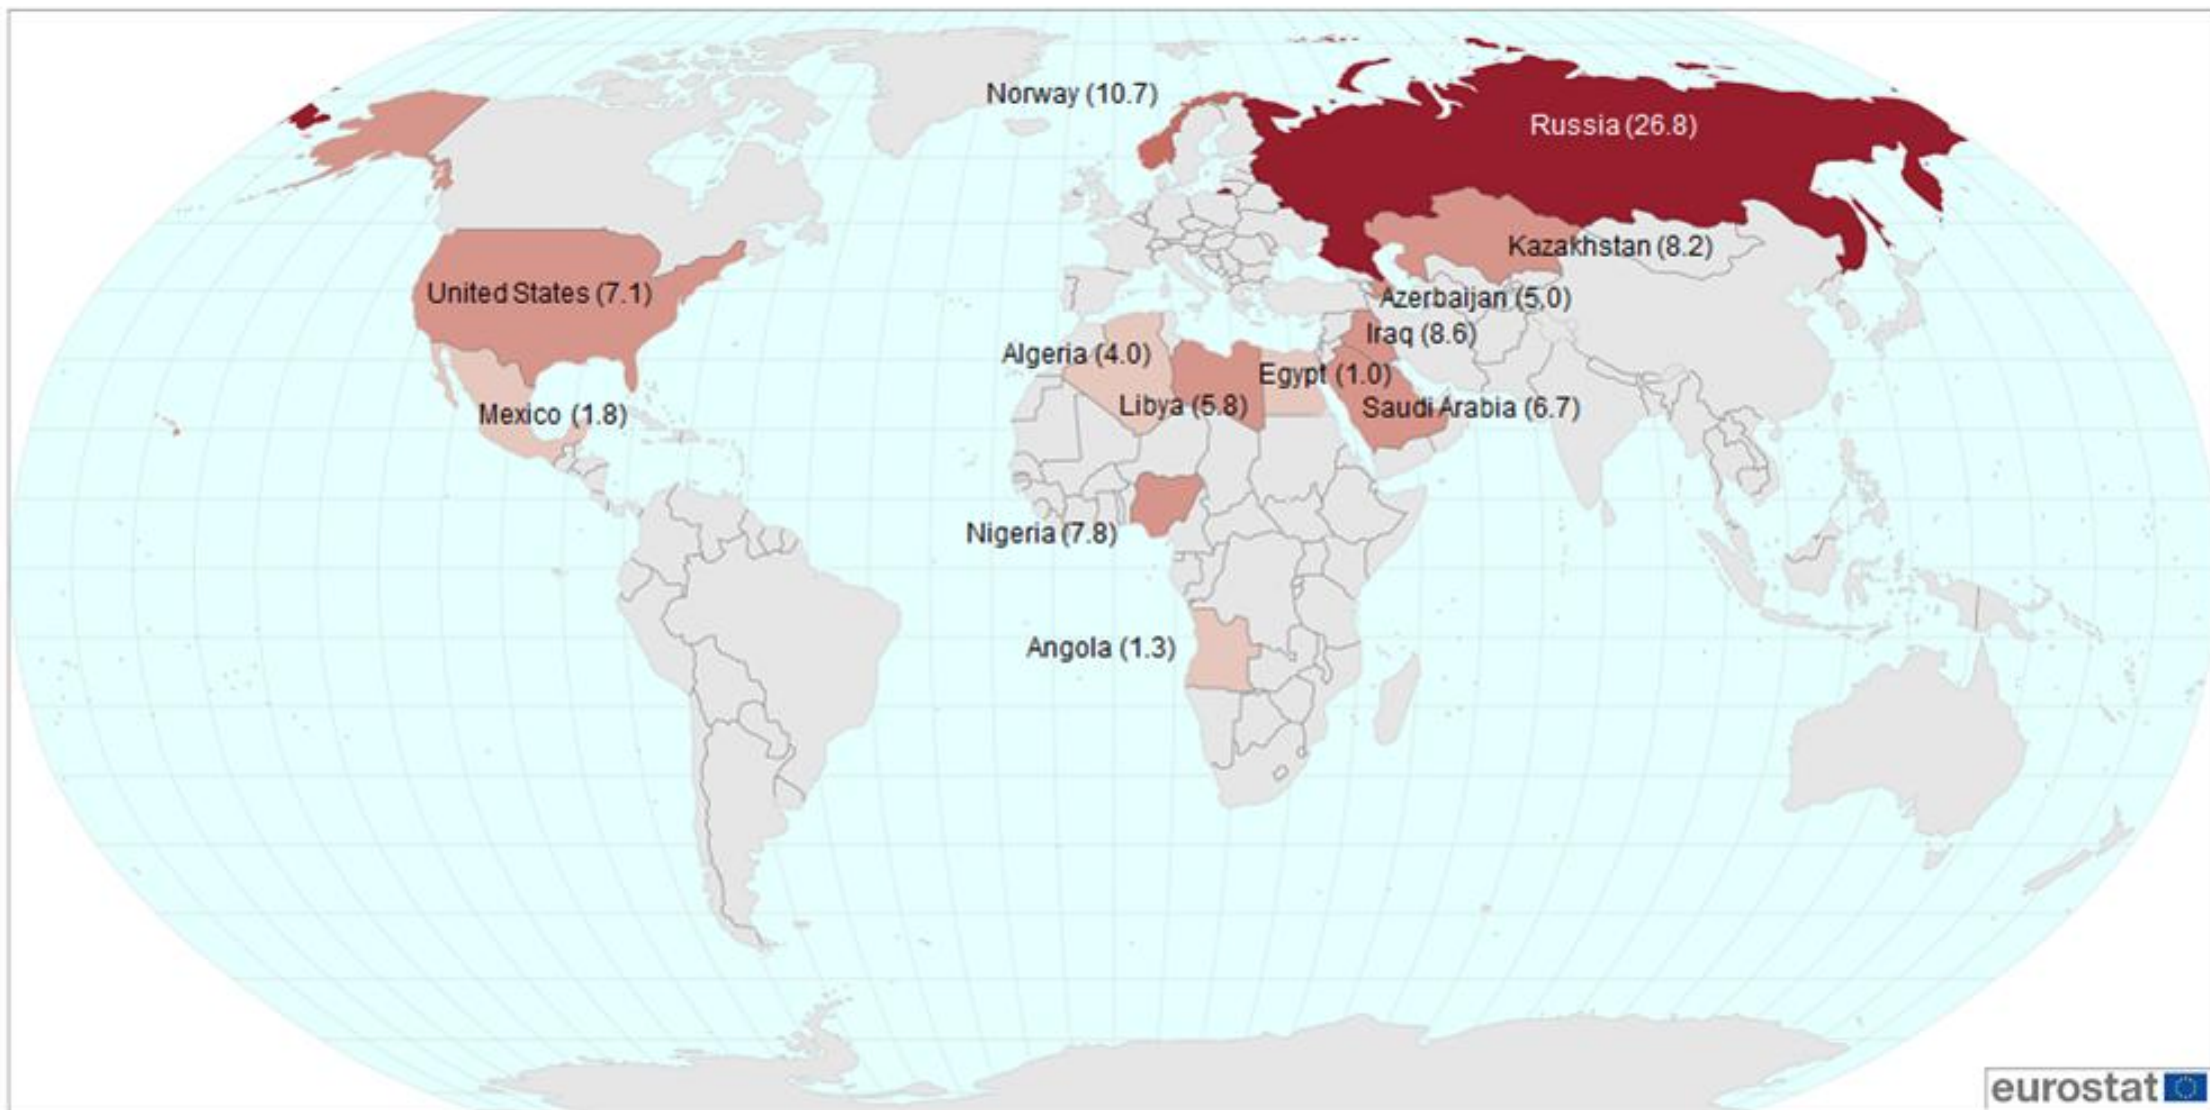 Norway (10.7)
Russia (26.8)
Kazakhstan (8.2)
United States (7.1)
Azerbaijan (5.0)
Iraq (8.6)
Algeria (4.0)
Egypt (1.0)
Libya (5.8)
Saudi Arabia (6.7)
Mexico (1.8)
Nigeria (7.8)
Angola (1.3)
eurostat